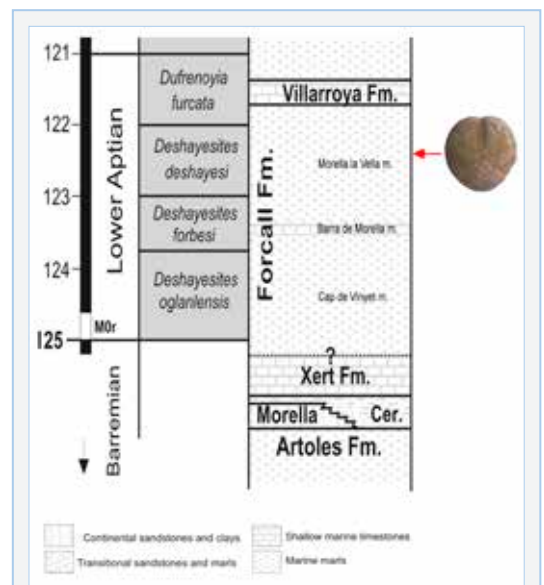 121
122
123
124
125
M0r
Lower Aptian
Barremian
Dufrenoyia
furcata
Deshayesites
deshayesi
Deshayesites
forbesi
Deshayesites
oglanlensis
Forcall Fm.
Villarroya Fm.
Morella la Vella m.
Barra de Morella m.
Cap de Vinyet m.
?
Xert Fm.
Morella Cer.
Artoles Fm.
Continental sandstones and clays
Transitional sandstones and marls
Shallow marine limestones
Marine marls